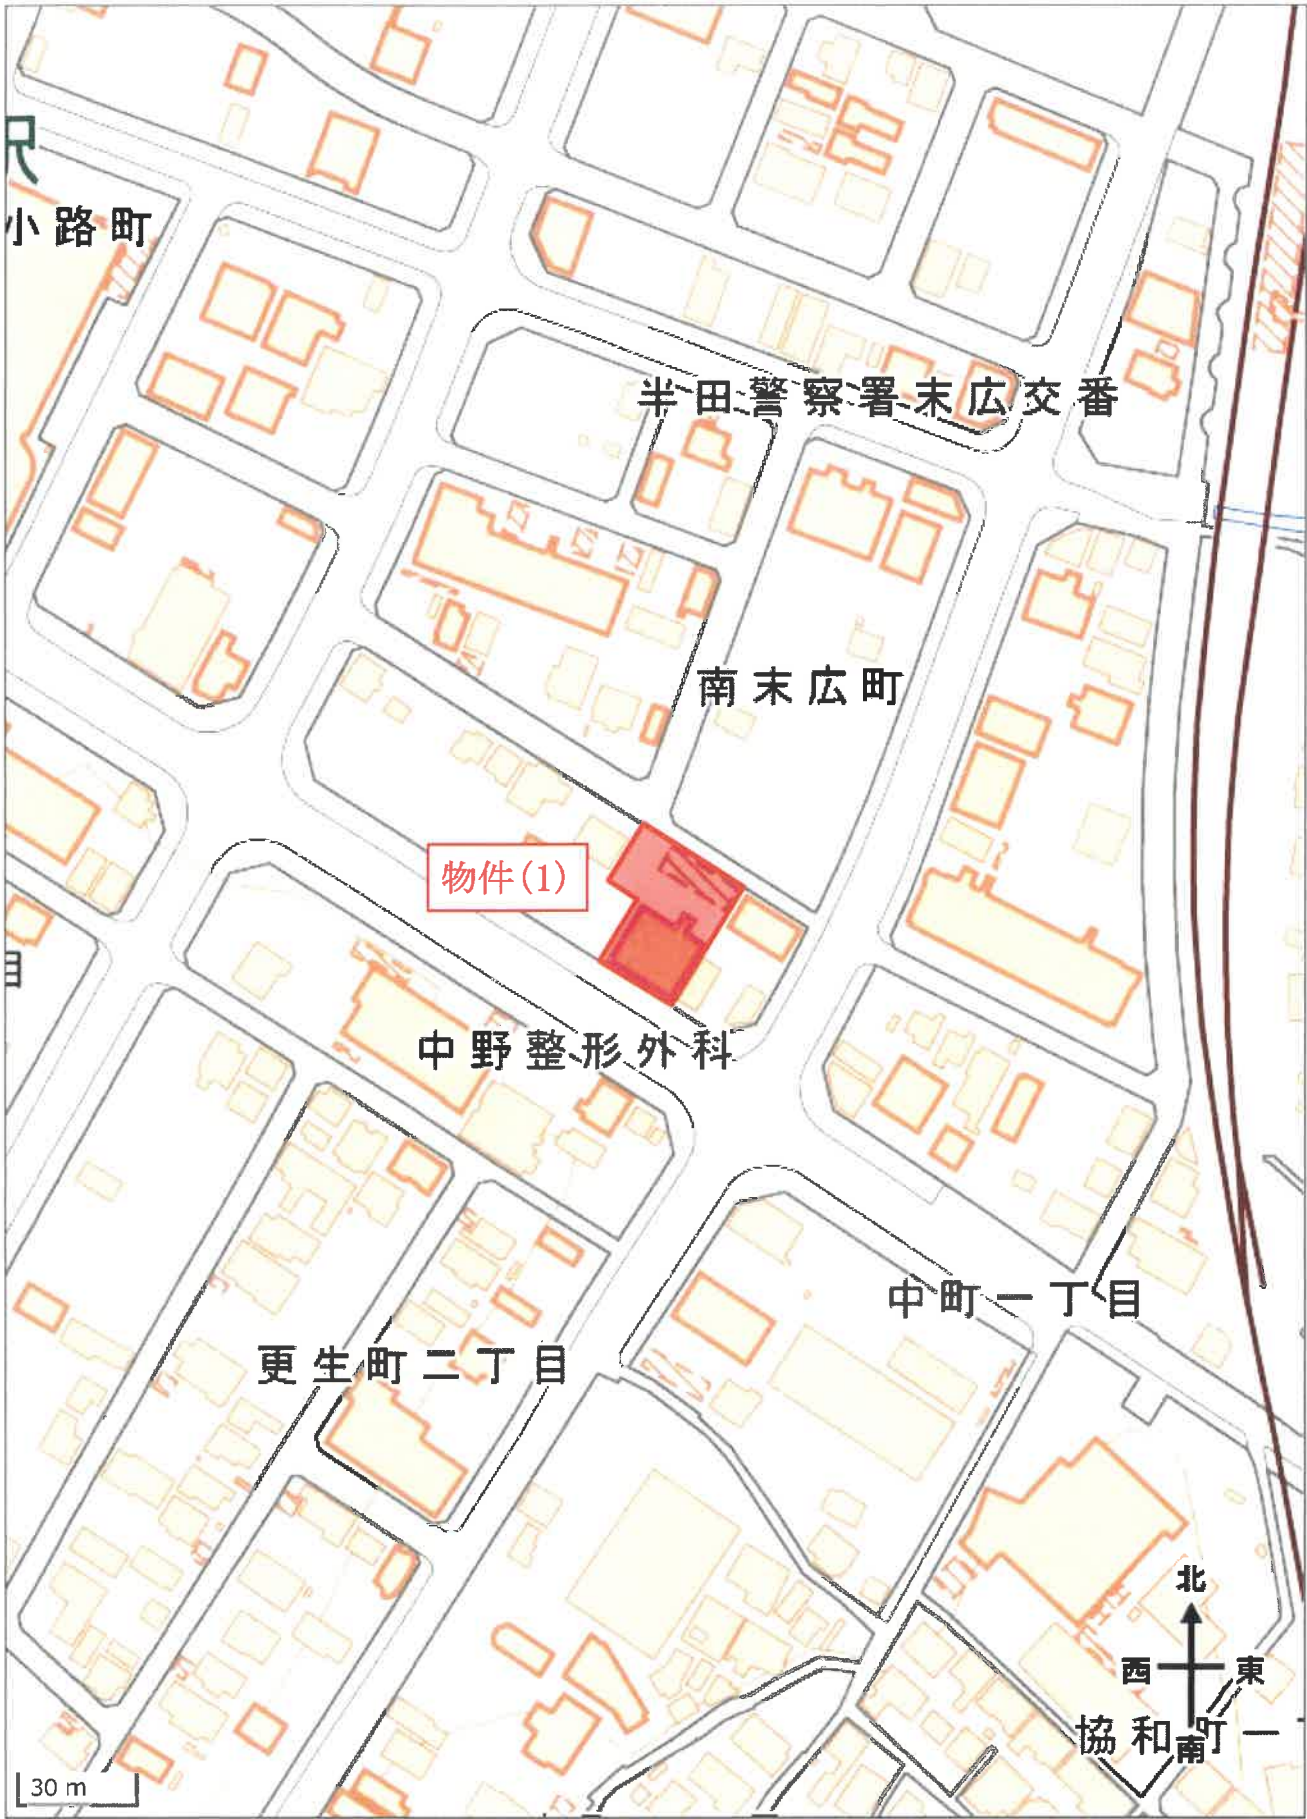 沢
小路町
半田警察署末広交番
南末広町
物件(1)
目
中野整形外科
中町一丁目
更生町二丁目
北
西 東
南
協和町一
30 m